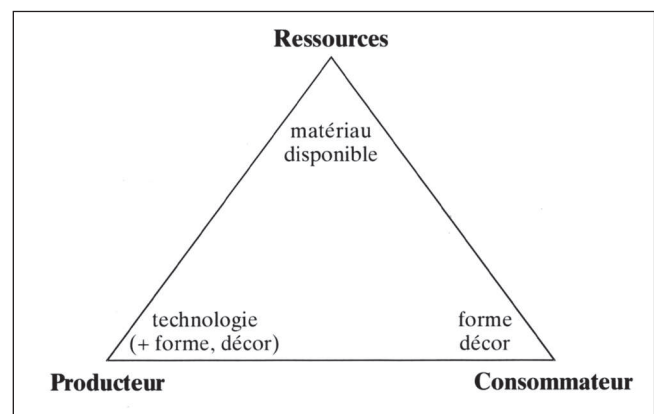 Ressources
matériau
disponible
technologie
(+ forme, décor)
forme
décor
Producteur
Consommateur